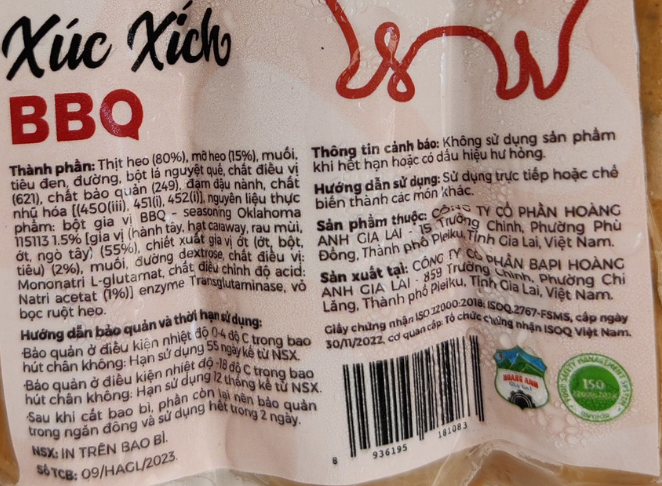 Xúc Xích
BBQ
Thành phần: Thịt heo (80%), mỡ heo (15%), muối,
tiêu đen, đường, bột lá nguyệt quế, chất điều vị
(621), chất bảo quản (249), đạm đậu nành, chất
nhũ hóa [(450(iii), 451(i), 452(i)], nguyên liệu thực
phẩm: bột gia vị BBQ - seasoning Oklahoma
115113 1.5% [gia vị (hành tây, hạt caraway, rau mùi,
ớt, ngò tây) (55%), chiết xuất gia vị ớt (ớt, bột,
tiêu) (2%), muối, đường dextrose, chất điều vị:
Mononatri L-glutamat, chất điều chỉnh độ acid:
Natri acetat (1%)] enzyme Transglutaminase, vỏ
bọc ruột heo.
Hướng dẫn bảo quản và thời hạn sử dụng:
-Bảo quản ở điều kiện nhiệt độ 0-4 độ C trong bao
hút chân không: Hạn sử dụng 55 ngày kể từ NSX.
-Bảo quản ở điều kiện nhiệt độ -18 độ C trong bao
hút chân không: Hạn sử dụng 12 tháng kể từ NSX.
-Sau khi cắt bao bì, phần còn lại nên bảo quản
trong ngăn đông và sử dụng hết trong 2 ngày.
NSX: IN TRÊN BAO BÌ.
Số TCB: 09/HAGL/2023.
Thông tin cảnh báo: Không sử dụng sản phẩm
khi hết hạn hoặc có dấu hiệu hư hỏng.
Hướng dẫn sử dụng: Sử dụng trực tiếp hoặc chế
biến thành các món khác.
Sản phẩm thuộc: CÔNG TY CỔ PHẦN HOÀNG
ANH GIA LAI - 15 Trường Chinh, Phường Phù
Đổng, Thành phố Pleiku, Tỉnh Gia Lai, Việt Nam.
Sản xuất tại: CÔNG TY CỔ PHẦN BAPI HOÀNG
ANH GIA LAI - 859 Trường Chinh, Phường Chi
Lăng, Thành phố Pleiku, Tỉnh Gia Lai, Việt Nam.
Giấy chứng nhận ISO 22000:2018: ISOQ.2767-FSMS, cấp ngày
30/11/2022, cơ quan cấp: Tổ chức chứng nhận ISOQ Việt Nam.
HOANG ANH
ISO
8 936195 181083